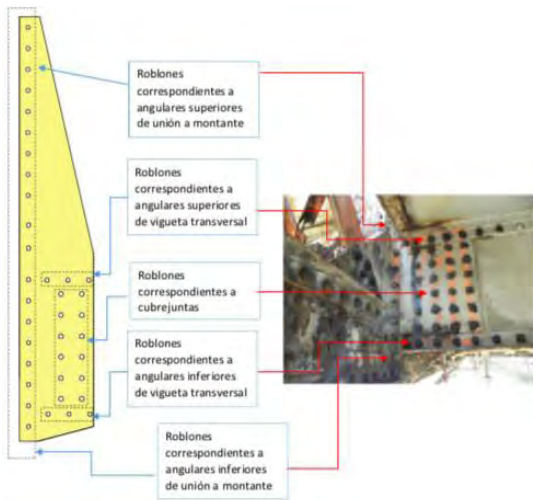 Roblones
correspondientes a
angulares superiores
de unión a montante
Roblones
correspondientes a
angulares superiores
de vigueta transversal
Roblones
correspondientes a
cubrejuntas
Roblones
correspondientes a
angulares inferiores
de vigueta transversal
Roblones
correspondientes a
angulares inferiores
de unión a montante